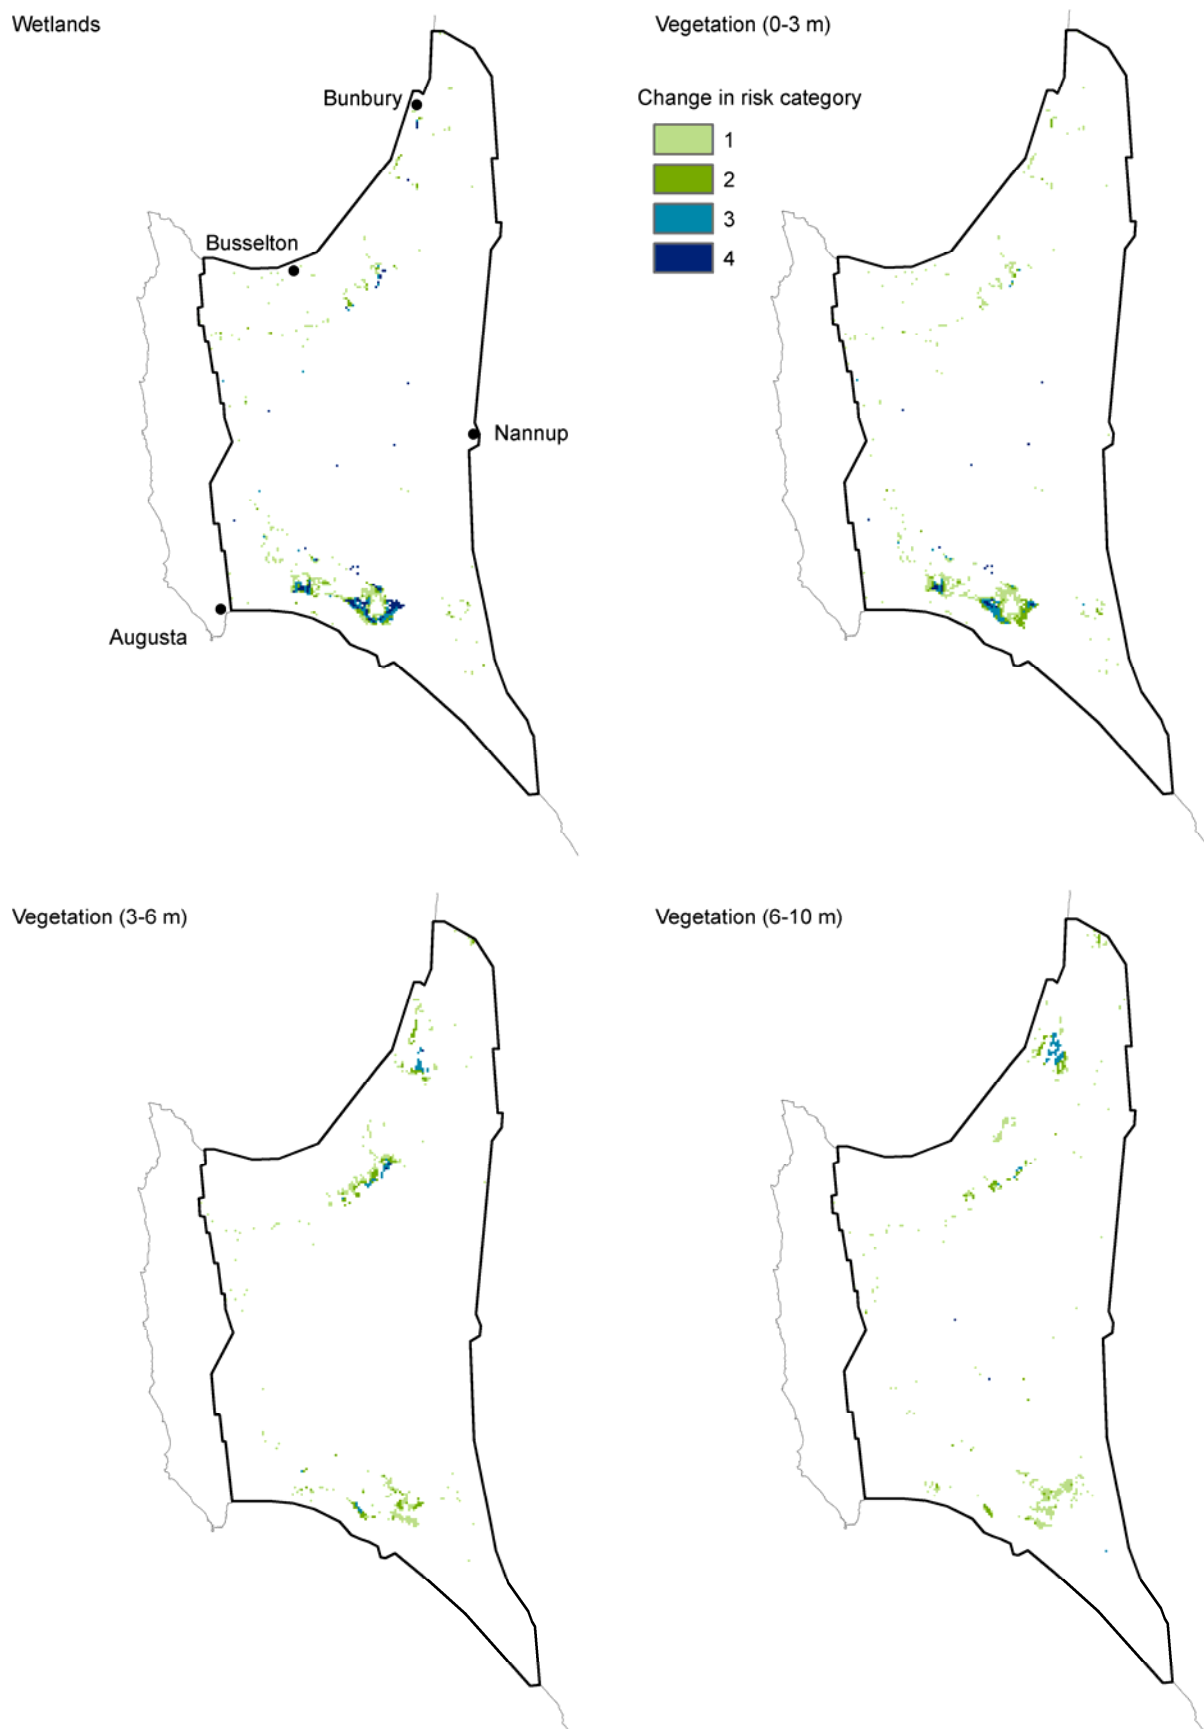 Wetlands
Vegetation (0-3 m)
Bunbury
Change in risk category
1
2
3
4
Busselton
Nannup
Augusta
Vegetation (3-6 m)
Vegetation (6-10 m)